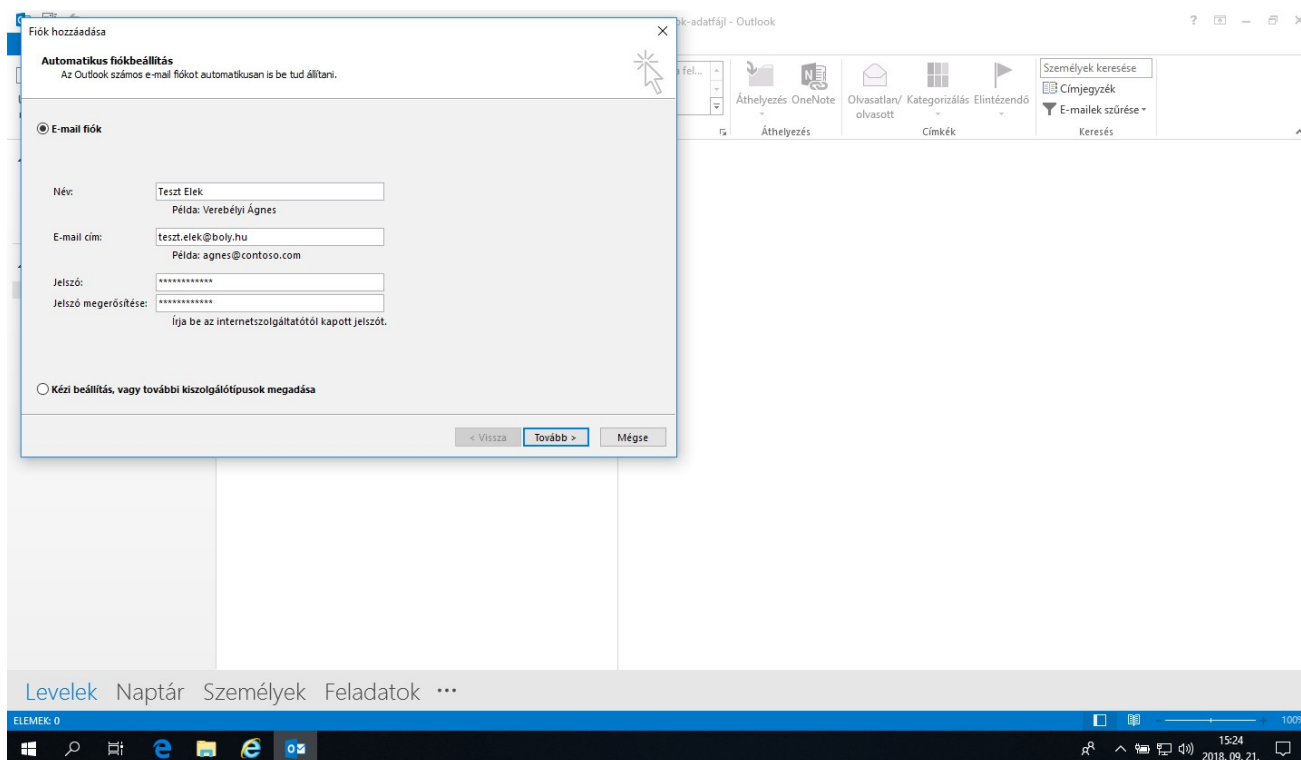 ok-adatfájl - Outlook
Fiók hozzáadása
Automatikus fiókbeállítás
Az Outlook számos e-mail fiókot automatikusan is be tud állítani.
E-mail fiók
Név: Teszt Elek
Példa: Verebélyi Ágnes
E-mail cím: teszt.elek@boly.hu
Példa: agnes@contoso.com
Jelszó: ************
Jelszó megerősítése: ************
Írja be az internetszolgáltatótól kapott jelszót.
Kézi beállítás, vagy további kiszolgálótípusok megadása
< Vissza
Tovább >
Mégse
fel...
Áthelyezés OneNote
Áthelyezés
Olvasatlan/ Kategorizálás Elintézendő
olvasott
Címkék
Személyek keresése
Címjegyzék
E-mailek szűrése
Keresés
Levelek Naptár Személyek Feladatok ···
ELEMEK: 0
100%
15:24
2018. 09. 21.